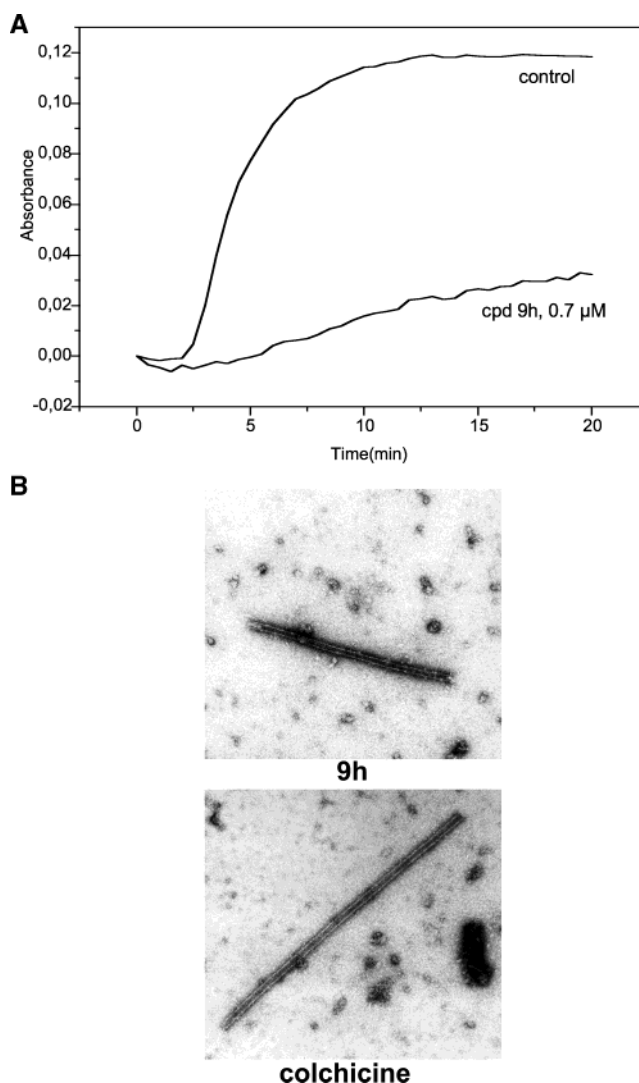 A
0,12
0,10
0,08
0,06
0,04
0,02
0,00
-0,02
Absorbance
control
cpd 9h, 0.7 µM
0
5
10
15
20
Time(min)
B
9h
colchicine